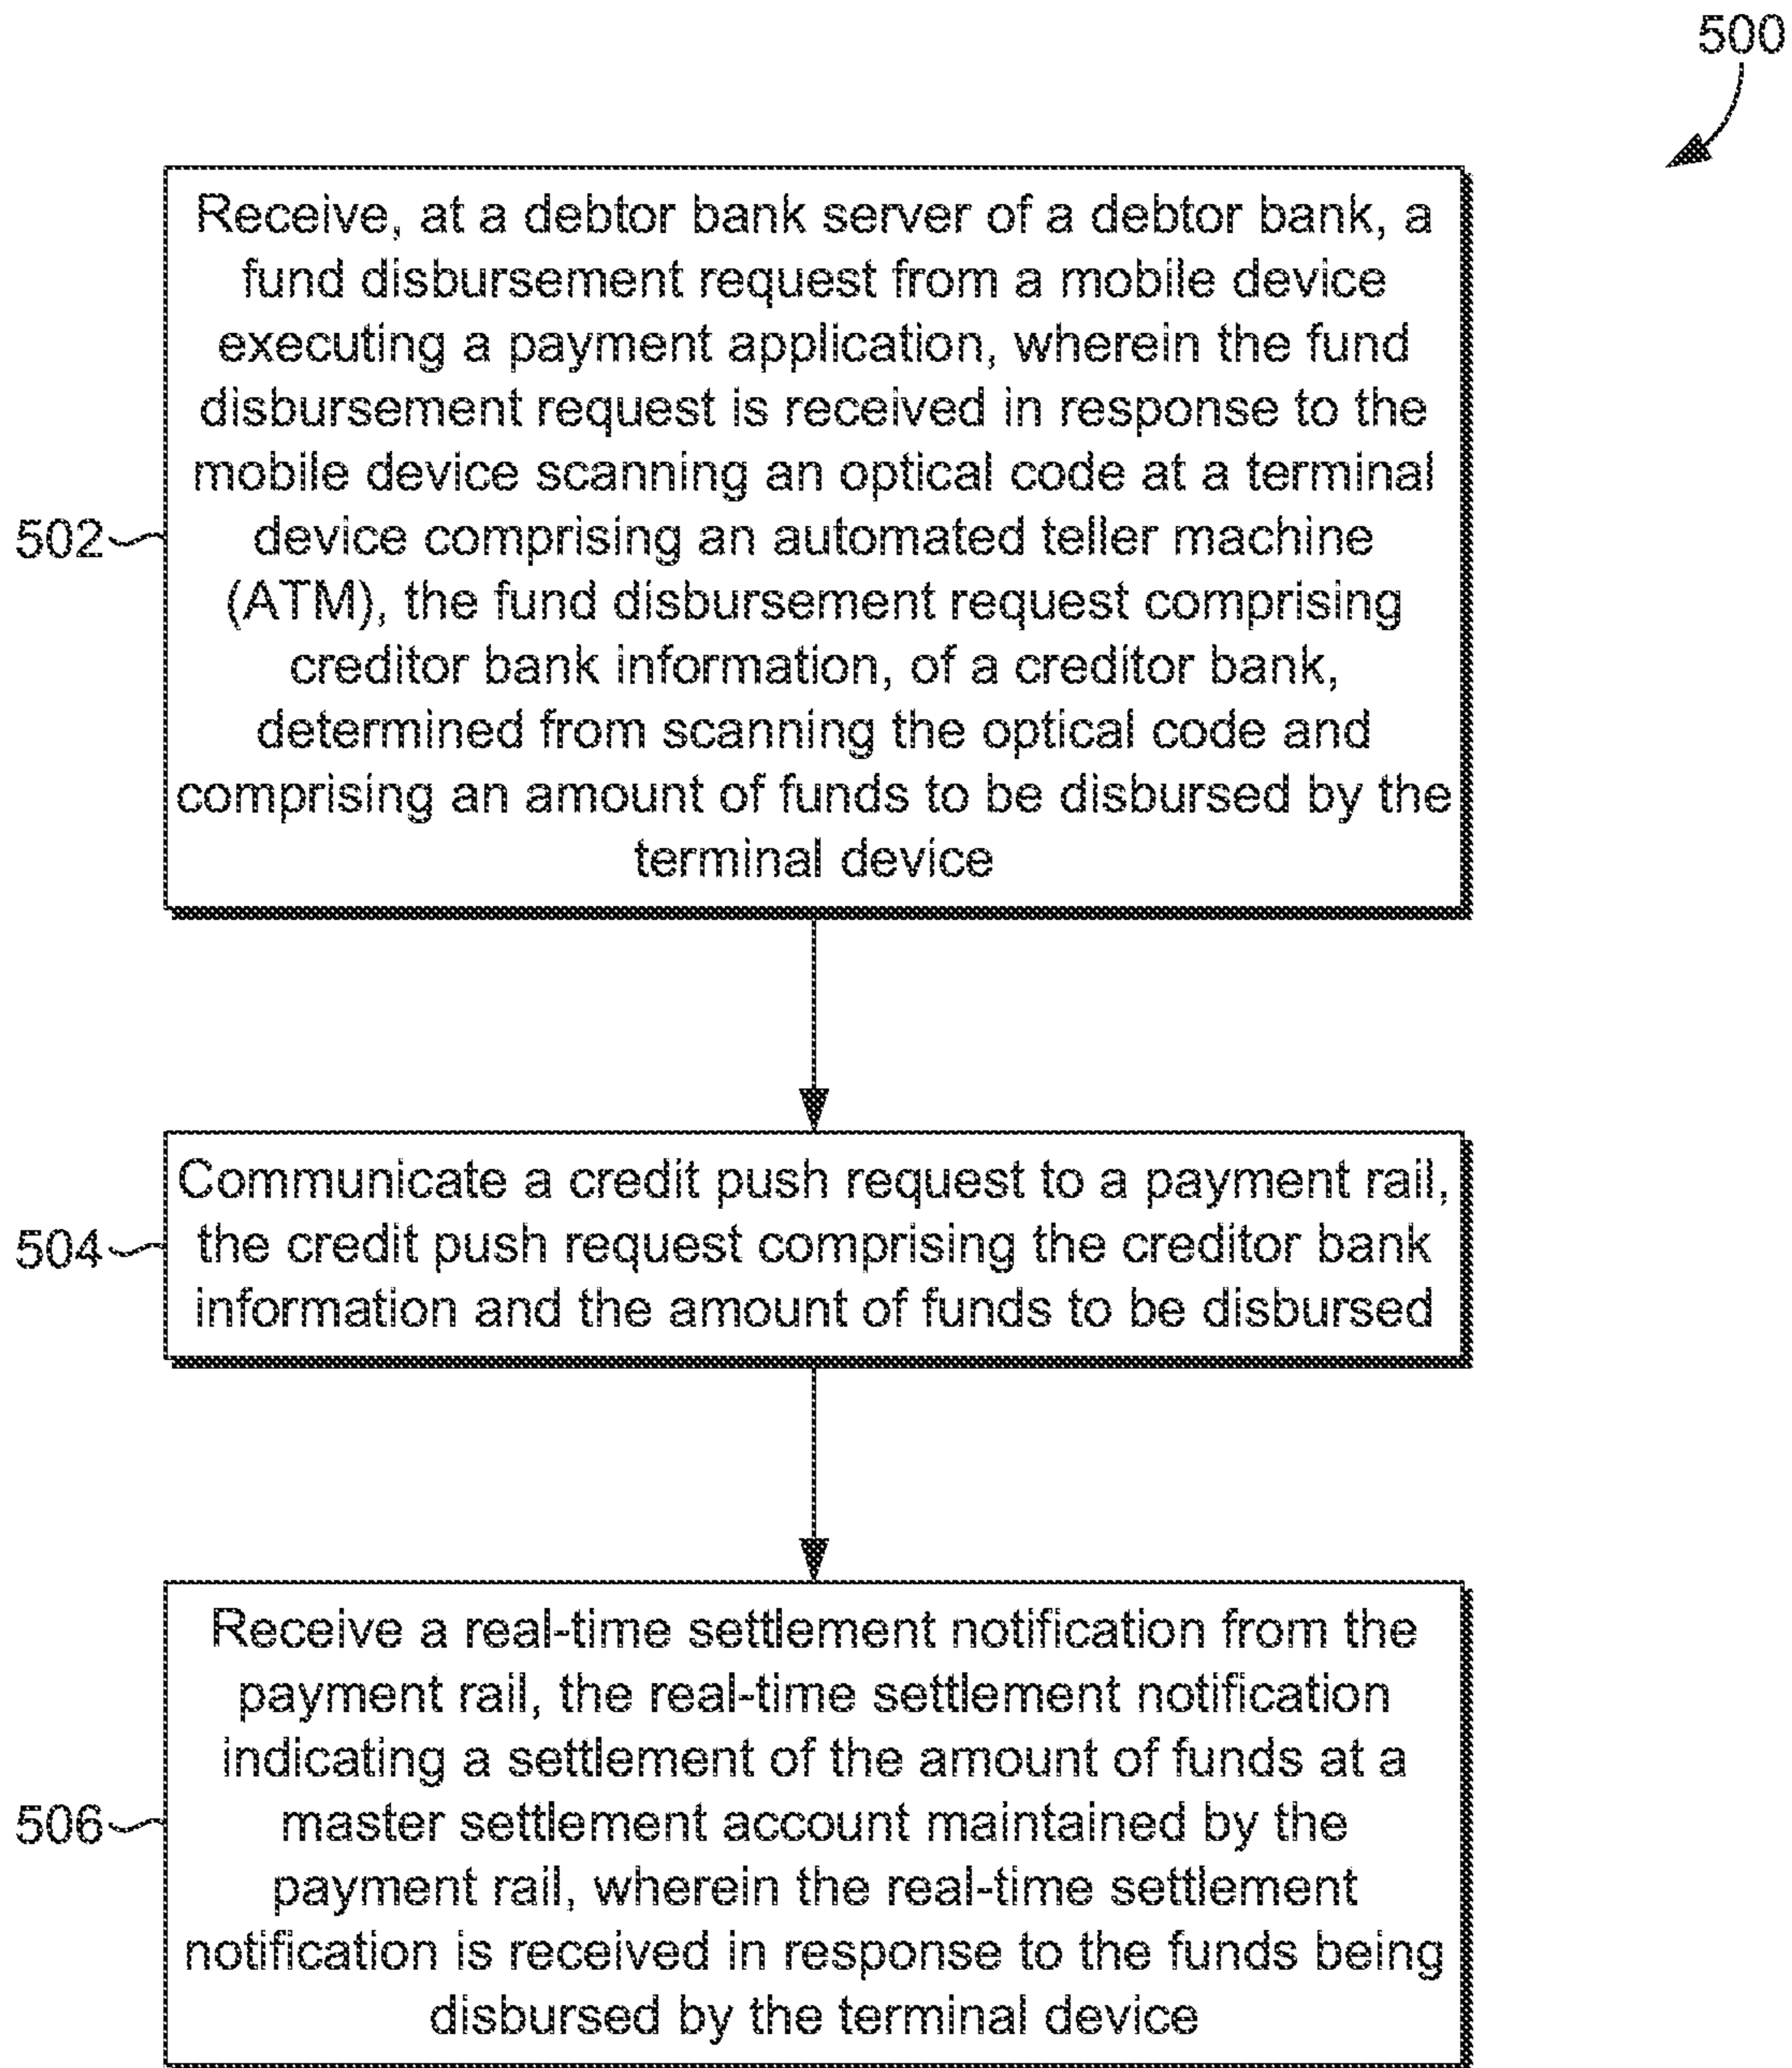 500
Receive, at a debtor bank server of a debtor bank, a
fund disbursement request from a mobile device
executing a payment application, wherein the fund
disbursement request is received in response to the
mobile device scanning an optical code at a terminal
502
device comprising an automated teller machine
(ATM), the fund disbursement request comprising
creditor bank information, of a creditor bank,
determined from scanning the optical code and
comprising an amount of funds to be disbursed by the
terminal device
Communicate a credit push request to a payment rail,
504
the credit push request comprising the creditor bank
information and the amount of funds to be disbursed
Receive a real-time settlement notification from the
payment rail, the real-time settlement notification
indicating a settlement of the amount of funds at a
506
master settlement account maintained by the
payment rail, wherein the real-time settlement
notification is received in response to the funds being
disbursed by the terminal device